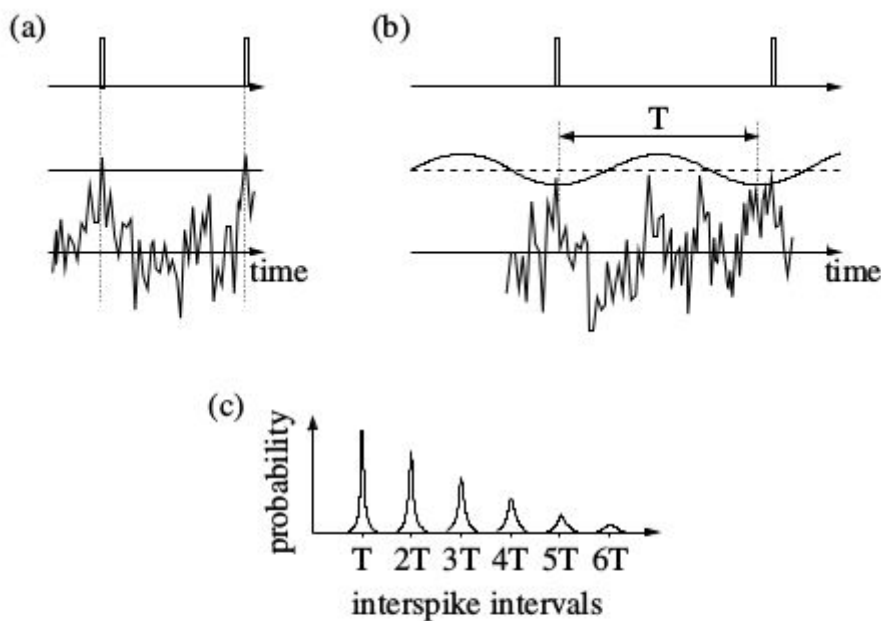 (a)
(b)
T
time
time
(c)
probability
T 2T 3T 4T 5T 6T
interspike intervals